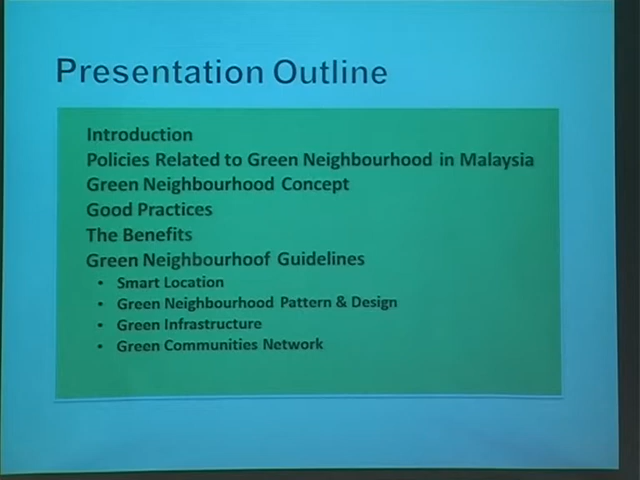 Presentation Outline
Introduction
Policies Related to Green Neighbourhood in Malaysia
Green Neighbourhood Concept
Good Practices
The Benefits
Green Neighbourhoof Guidelines
• Smart Location
• Green Neighbourhood Pattern & Design
• Green Infrastructure
• Green Communities Network